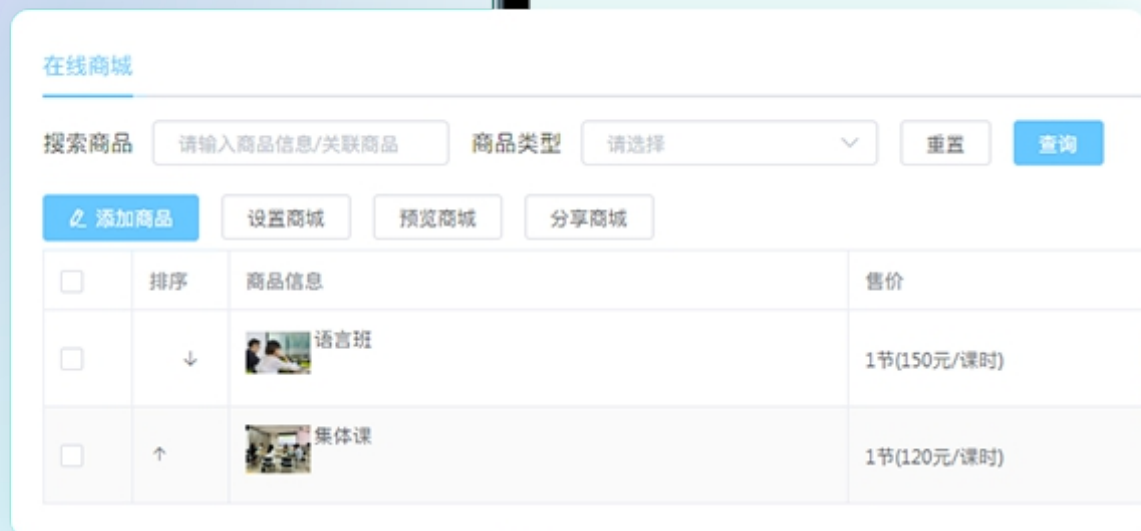 在线商城
搜索商品 请输入商品信息/关联商品 商品类型 请选择 重置 查询
添加商品 设置商城 预览商城 分享商城
排序 商品信息 售价
语言班 1节(150元/课时)
集体课 1节(120元/课时)